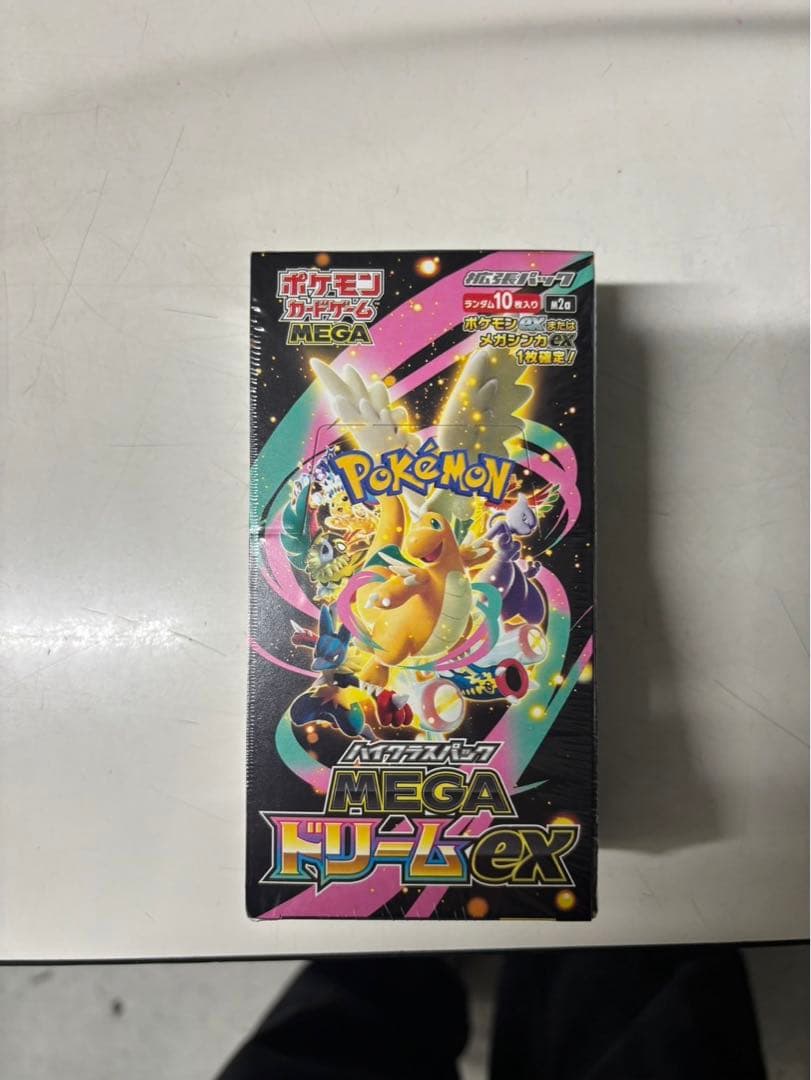 ポケモン
カードゲーム
MEGA
拡張パック
ランダム10枚入り
M2a
ポケモンexまたは
メガシンカex
1枚確定!
POKÉMON
ハイクラスパック
MEGA
ドリームex